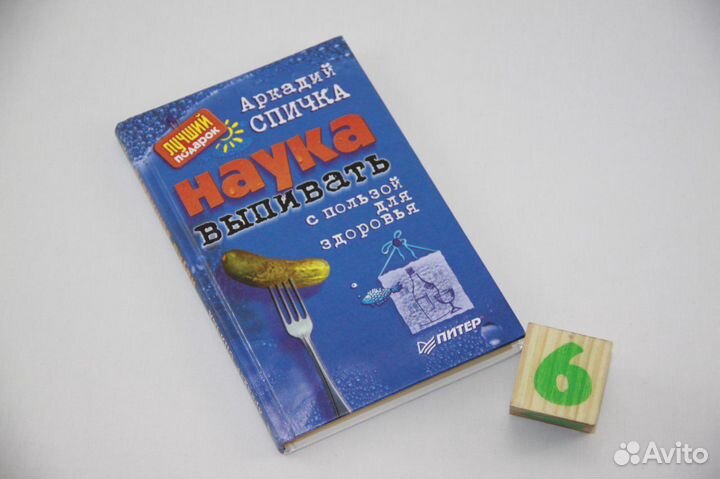 Аркадий
СПИЧКА
ЛУЧШИЙ
ПОДАРОК
наука
выпивать
с пользой
для
здоровья
ПИТЕР
6
Avito